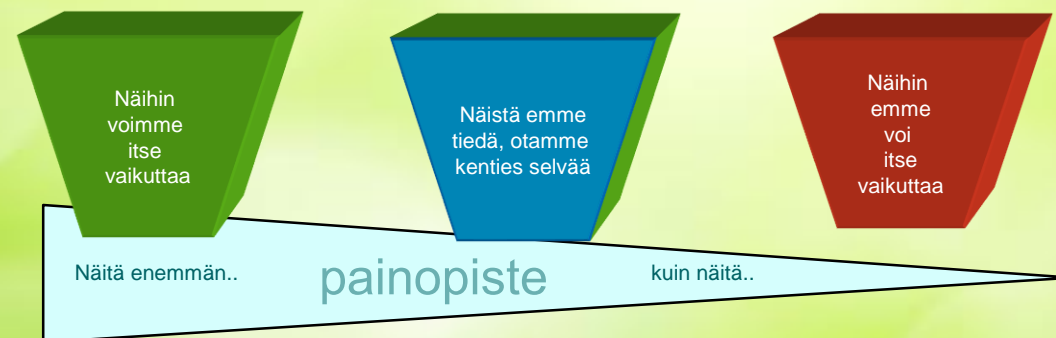 Näihin
voimme
itse
vaikuttaa
Näistä emme
tiedä, otamme
kenties selvää
Näihin
emme
voi
itse
vaikuttaa
Näitä enemmän..
painopiste
kuin näitä..